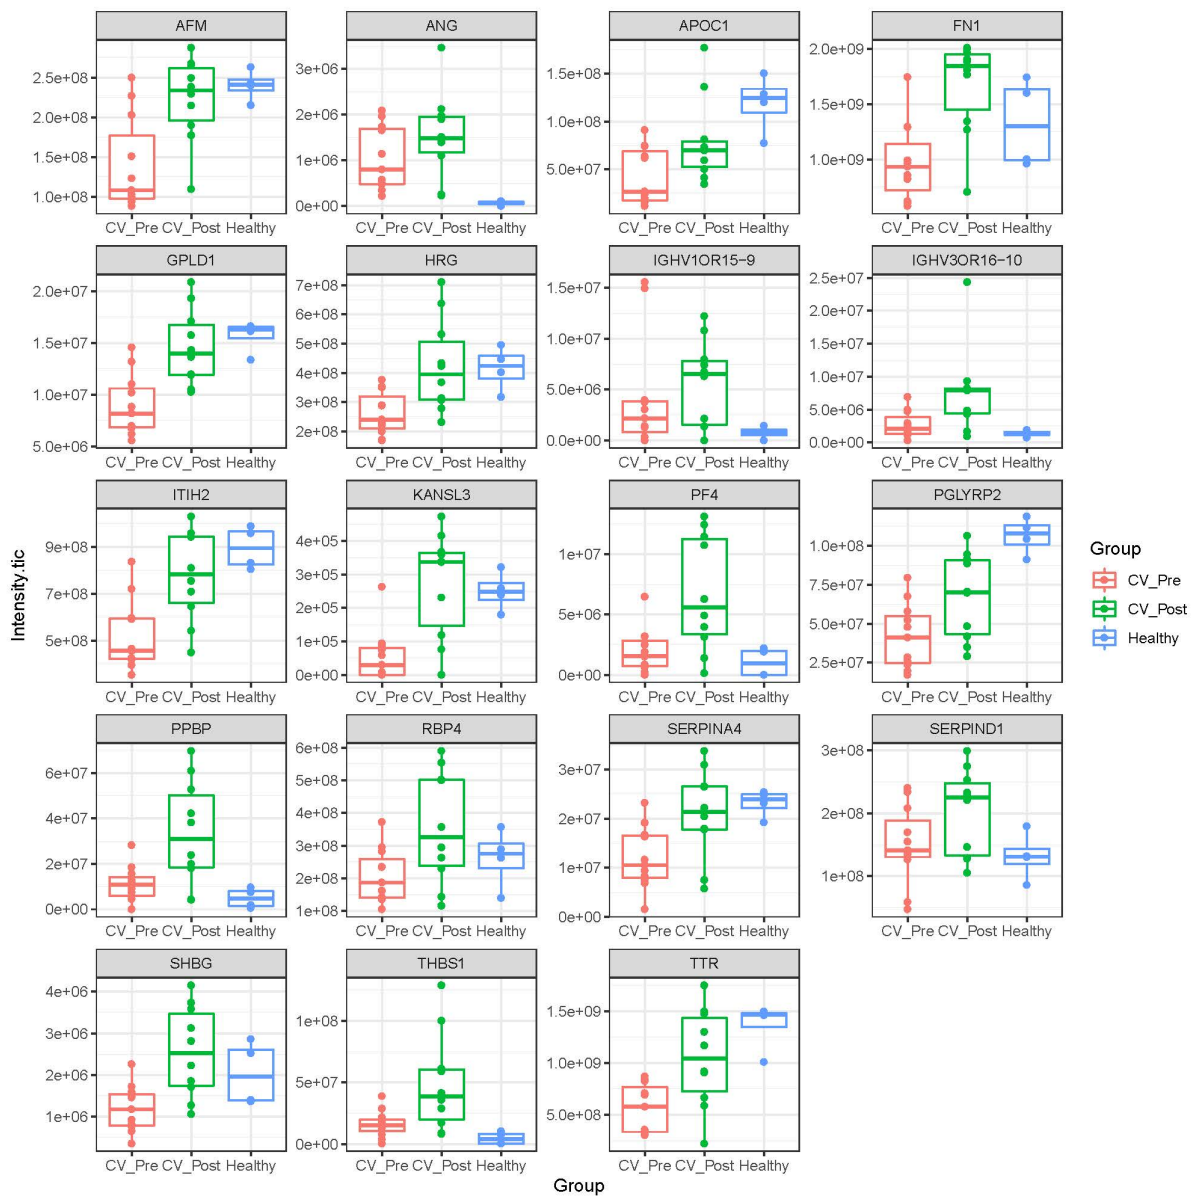 AFM
ANG
APOC1
FN1
2.5e+08
2.0e+08
1.5e+08
1.0e+08
3e+06
2e+06
1e+06
0e+00
1.5e+08
1.0e+08
5.0e+07
2.0e+09
1.5e+09
1.0e+09
CV_Pre CV_Post Healthy
CV_Pre CV_Post Healthy
CV_Pre CV_Post Healthy
CV_Pre CV_Post Healthy
GPLD1
HRG
IGHV1OR15-9
IGHV3OR16-10
2.0e+07
1.5e+07
1.0e+07
5.0e+06
7e+08
6e+08
5e+08
4e+08
3e+08
2e+08
1.5e+07
1.0e+07
5.0e+06
0.0e+00
2.5e+07
2.0e+07
1.5e+07
1.0e+07
5.0e+06
0.0e+00
CV_Pre CV_Post Healthy
CV_Pre CV_Post Healthy
CV_Pre CV_Post Healthy
CV_Pre CV_Post Healthy
ITIH2
KANSL3
PF4
PGLYRP2
9e+08
7e+08
5e+08
4e+05
3e+05
2e+05
1e+05
0e+00
1e+07
5e+06
0e+00
1.0e+08
7.5e+07
5.0e+07
2.5e+07
CV_Pre CV_Post Healthy
CV_Pre CV_Post Healthy
CV_Pre CV_Post Healthy
CV_Pre CV_Post Healthy
PPBP
RBP4
SERPINA4
SERPIND1
6e+07
4e+07
2e+07
0e+00
6e+08
5e+08
4e+08
3e+08
2e+08
1e+08
3e+07
2e+07
1e+07
0e+00
3e+08
2e+08
1e+08
CV_Pre CV_Post Healthy
CV_Pre CV_Post Healthy
CV_Pre CV_Post Healthy
CV_Pre CV_Post Healthy
SHBG
THBS1
TTR
4e+06
3e+06
2e+06
1e+06
1e+08
5e+07
0e+00
1.5e+09
1.0e+09
5.0e+08
CV_Pre CV_Post Healthy
CV_Pre CV_Post Healthy
CV_Pre CV_Post Healthy
Intensity.tic
Group
Group
CV_Pre
CV_Post
Healthy